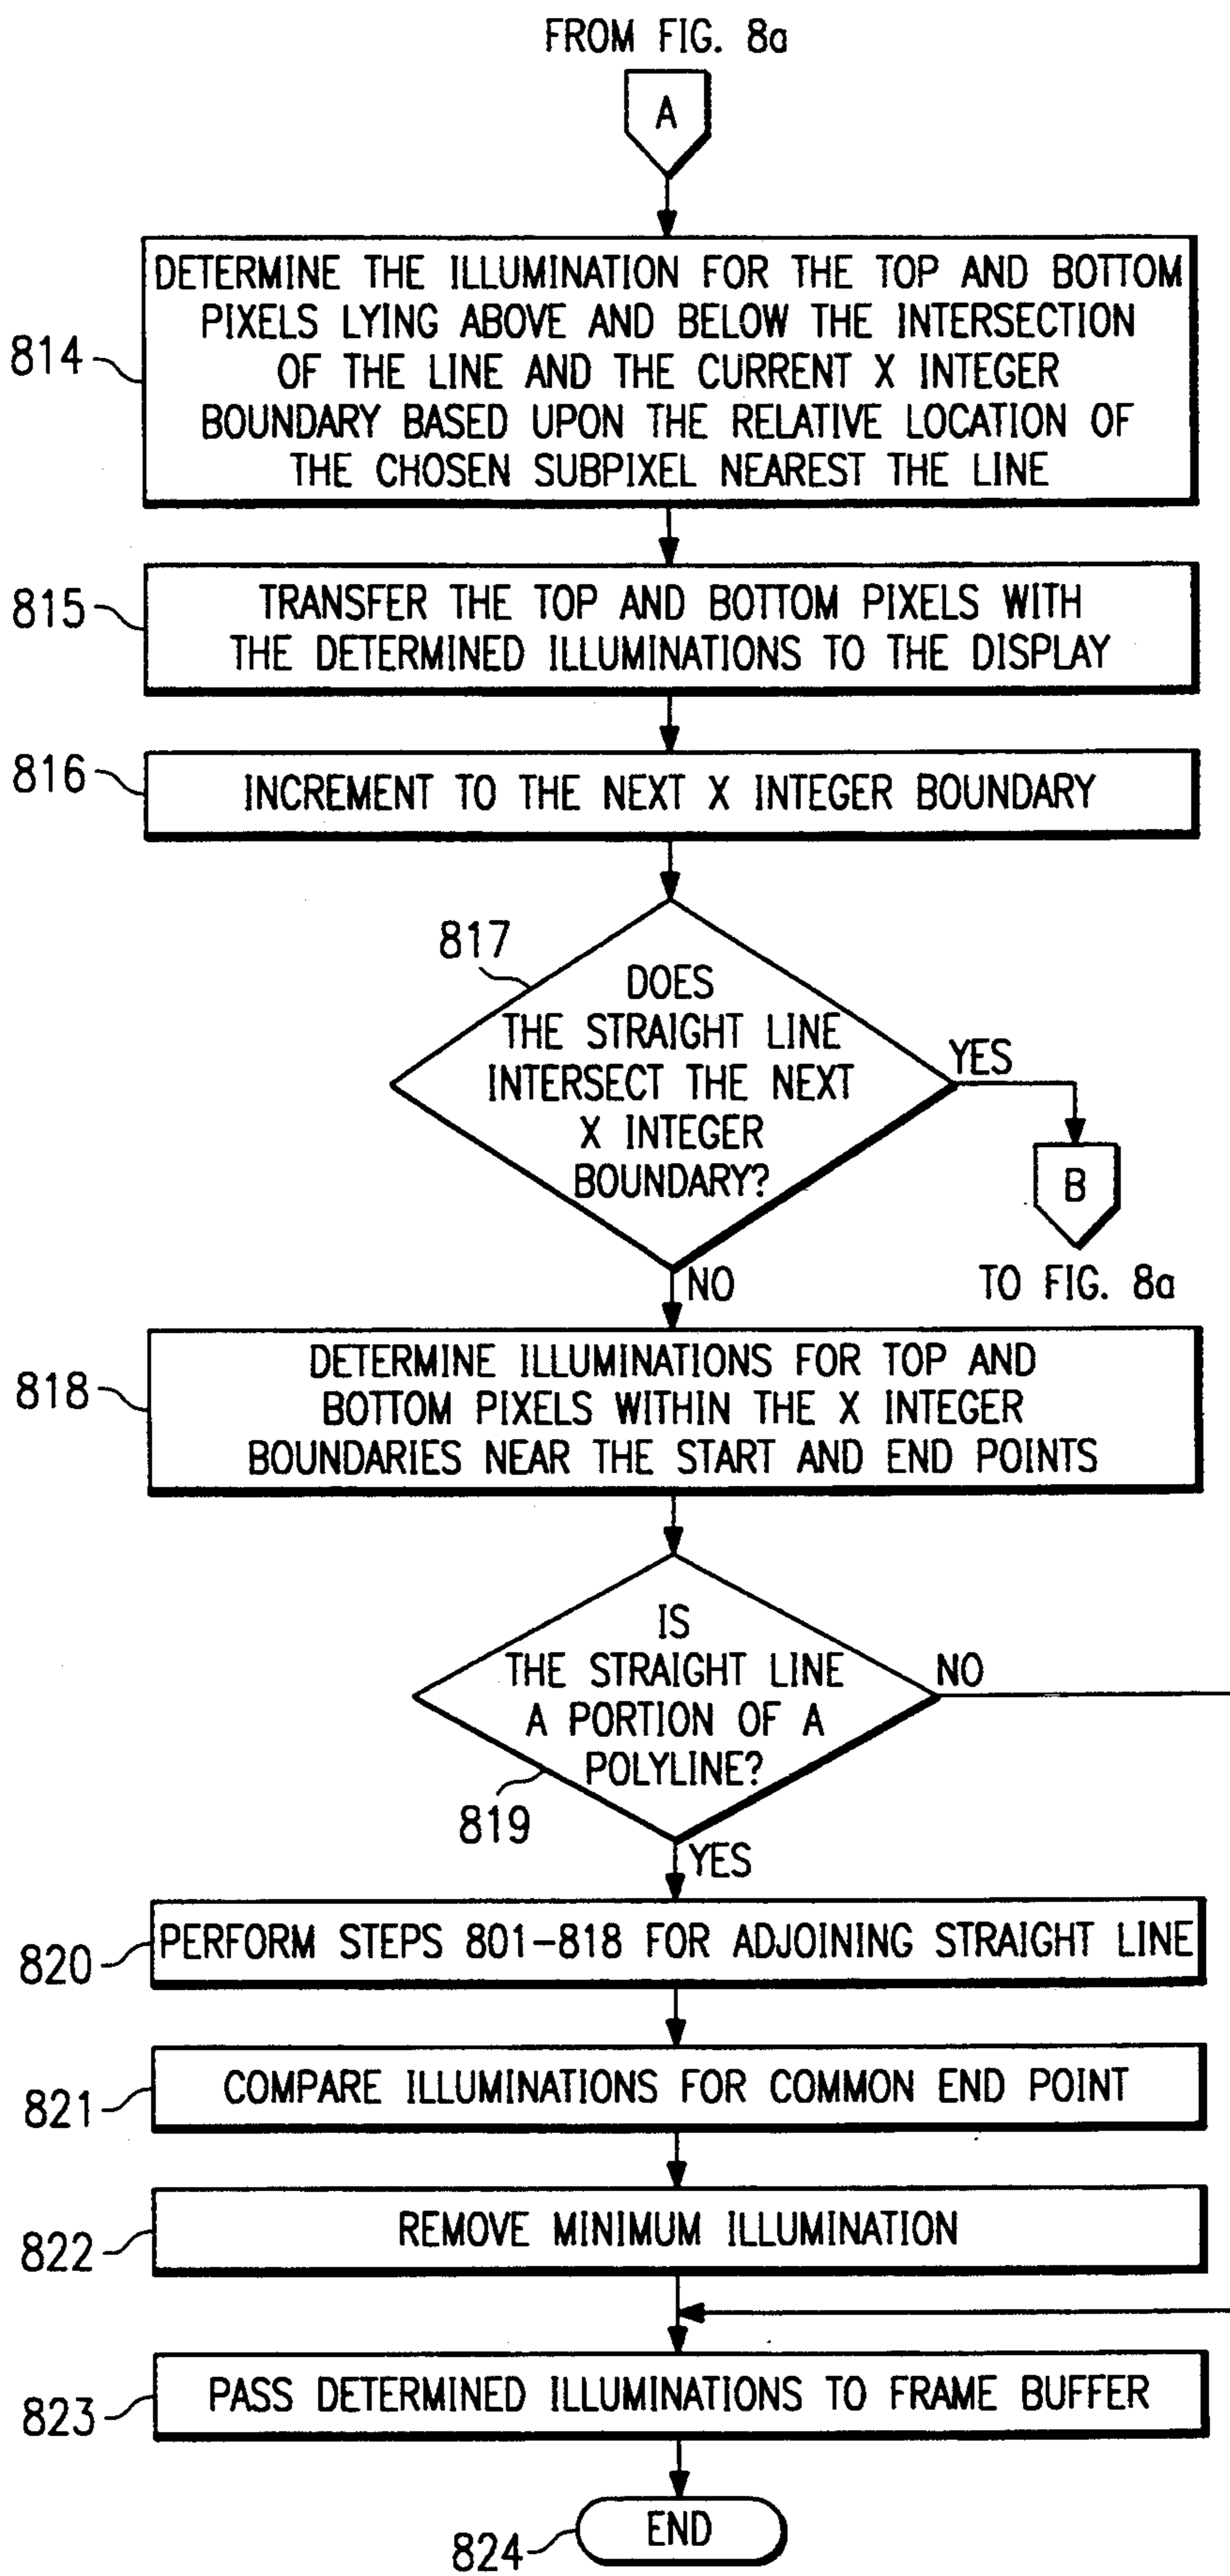 FROM FIG. 8a
A
814
DETERMINE THE ILLUMINATION FOR THE TOP AND BOTTOM
PIXELS LYING ABOVE AND BELOW THE INTERSECTION
OF THE LINE AND THE CURRENT X INTEGER
BOUNDARY BASED UPON THE RELATIVE LOCATION OF
THE CHOSEN SUBPIXEL NEAREST THE LINE
815
TRANSFER THE TOP AND BOTTOM PIXELS WITH
THE DETERMINED ILLUMINATIONS TO THE DISPLAY
816
INCREMENT TO THE NEXT X INTEGER BOUNDARY
817
DOES
THE STRAIGHT LINE
INTERSECT THE NEXT
X INTEGER
BOUNDARY?
YES
B
TO FIG. 8a
NO
818
DETERMINE ILLUMINATIONS FOR TOP AND
BOTTOM PIXELS WITHIN THE X INTEGER
BOUNDARIES NEAR THE START AND END POINTS
IS
THE STRAIGHT LINE
A PORTION OF A
POLYLINE?
NO
819
YES
820
PERFORM STEPS 801-818 FOR ADJOINING STRAIGHT LINE
821
COMPARE ILLUMINATIONS FOR COMMON END POINT
822
REMOVE MINIMUM ILLUMINATION
823
PASS DETERMINED ILLUMINATIONS TO FRAME BUFFER
824
END